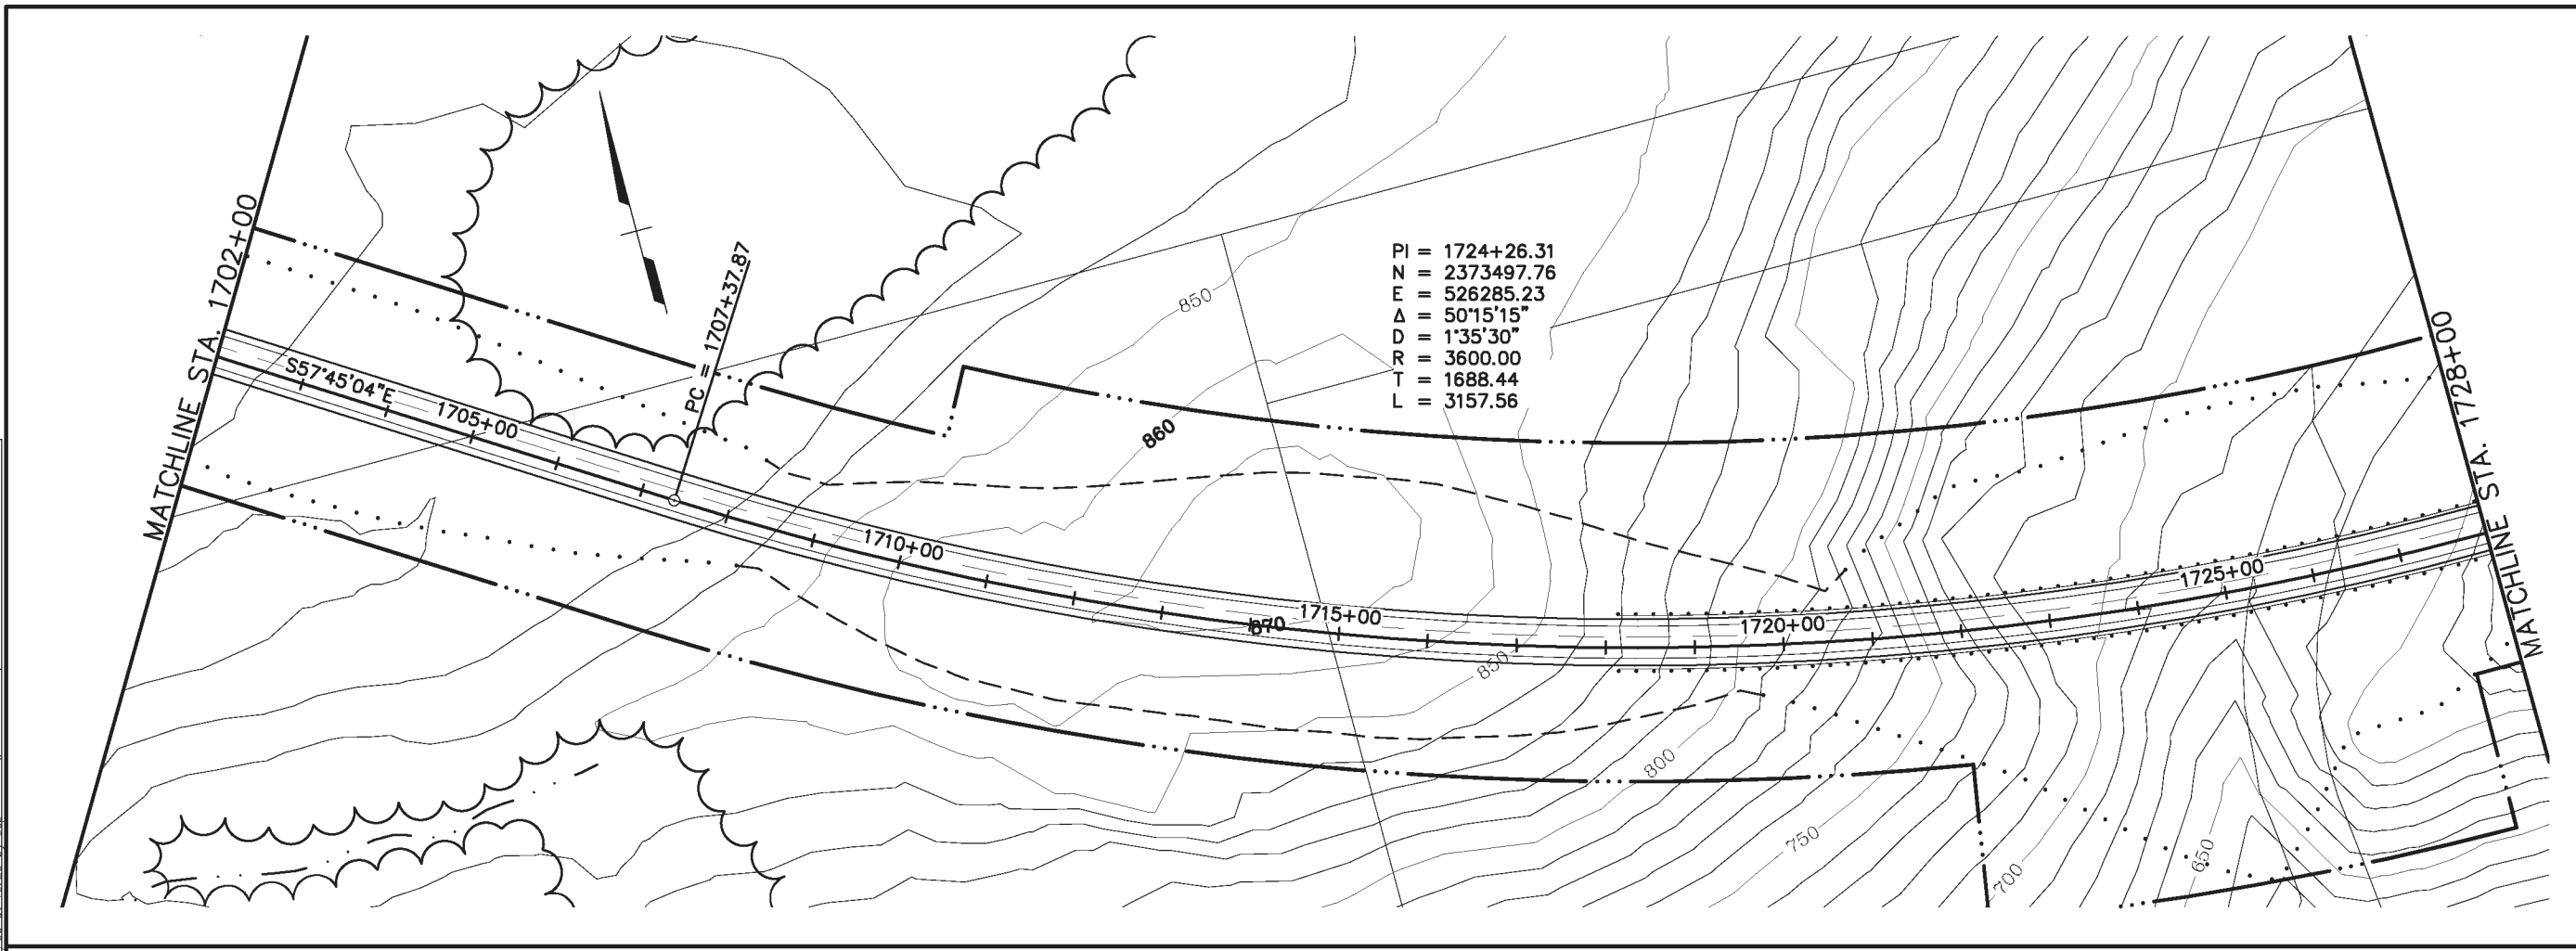 MATCHLINE STA. 1702+00
S57°45'04"E
1705+00
PC = 1707+37.87
1710+00
850
860
PI = 1724+26.31
N = 2373497.76
E = 526285.23
Δ = 50°15'15"
D = 1°35'30"
R = 3600.00
T = 1688.44
L = 3157.56
870
1715+00
850
1720+00
1725+00
800
750
700
650
MATCHLINE STA. 1728+00
MATCHLINE